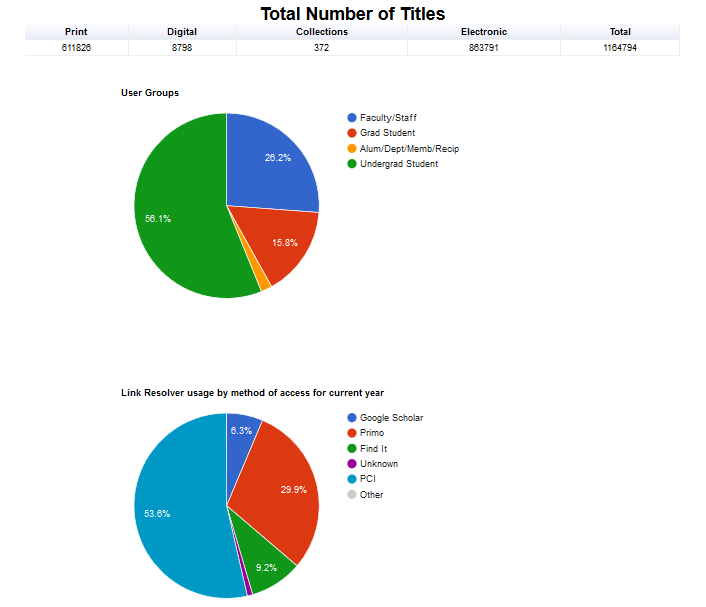 Total Number of Titles
Print Digital Collections Electronic Total
611826 8798 372 863791 1164794
User Groups
Faculty/Staff
Grad Student
Alum/Dept/Memb/Recip
Undergrad Student
26.2%
56.1%
15.8%
Link Resolver usage by method of access for current year
Google Scholar
Primo
Find It
Unknown
PCI
Other
6.3%
29.9%
53.6%
9.2%